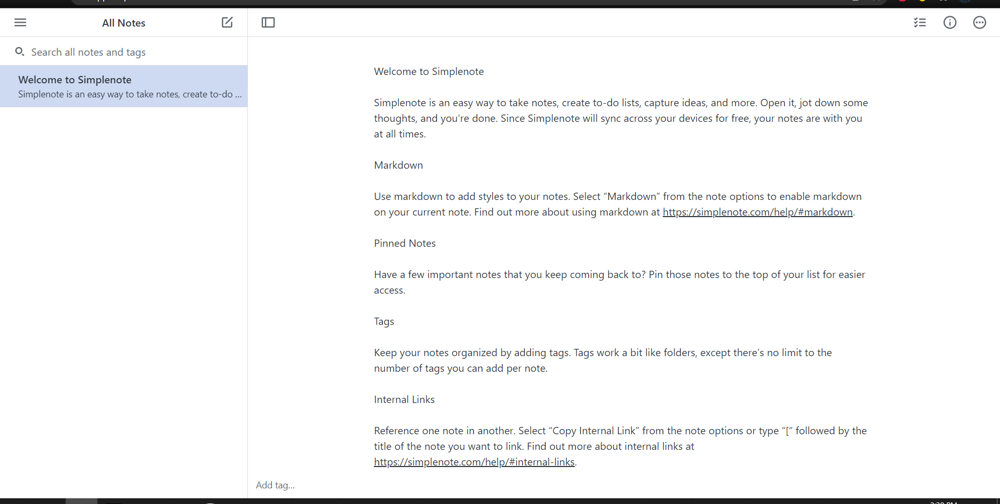 All Notes
Search all notes and tags
Welcome to Simplenote
Simplenote is an easy way to take notes, create to-do ...
Welcome to Simplenote
Simplenote is an easy way to take notes, create to-do lists, capture ideas, and more. Open it, jot down some
thoughts, and you're done. Since Simplenote will sync across your devices for free, your notes are with you
at all times.
Markdown
Use markdown to add styles to your notes. Select “Markdown” from the note options to enable markdown
on your current note. Find out more about using markdown at https://simplenote.com/help/#markdown.
Pinned Notes
Have a few important notes that you keep coming back to? Pin those notes to the top of your list for easier
access.
Tags
Keep your notes organized by adding tags. Tags work a bit like folders, except there’s no limit to the
number of tags you can add per note.
Internal Links
Reference one note in another. Select “Copy Internal Link” from the note options or type “[“ followed by the
title of the note you want to link. Find out more about internal links at
https://simplenote.com/help/#internal-links.
Add tag...